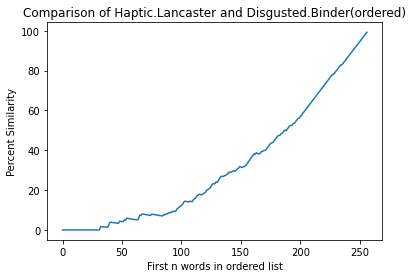 Comparison of Haptic.Lancaster and Disgusted.Binder(ordered)
Percent Similarity
100
80
60
40
20
0
0 50 100 150 200 250
First n words in ordered list